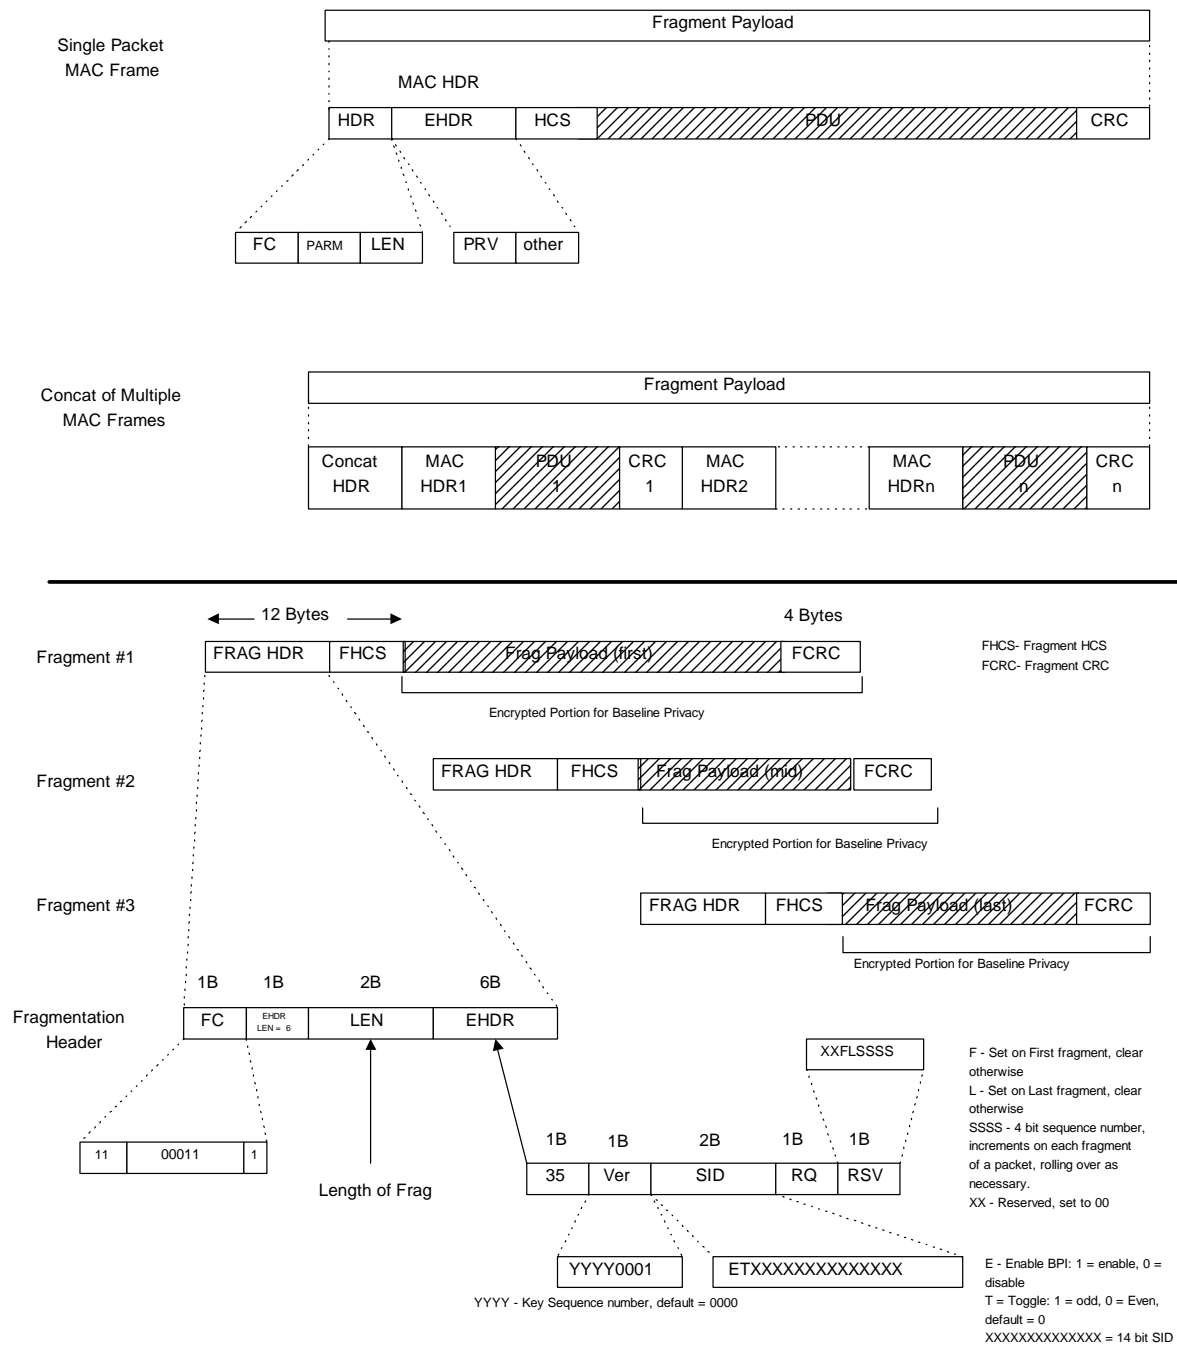 Fragment Payload
Single Packet
MAC Frame
MAC HDR
HDR EHDR HCS PDU CRC
FC PARM LEN PRV other
Concat of Multiple
MAC Frames
Fragment Payload
Concat HDR
MAC HDR1
PDU 1
CRC 1
MAC HDR2
MAC HDRn
PDU n
CRC n
12 Bytes 4 Bytes
Fragment #1
FRAG HDR FHCS Frag Payload (first) FCRC
FHCS- Fragment HCS
FCRC- Fragment CRC
Encrypted Portion for Baseline Privacy
Fragment #2
FRAG HDR FHCS Frag Payload (mid) FCRC
Encrypted Portion for Baseline Privacy
Fragment #3
FRAG HDR FHCS Frag Payload (last) FCRC
Encrypted Portion for Baseline Privacy
1B 1B 2B 6B
Fragmentation
Header
FC
EHDR
LEN = 6
LEN
EHDR
XXFLSSSS
F - Set on First fragment, clear
otherwise
L - Set on Last fragment, clear
otherwise
SSSS - 4 bit sequence number,
increments on each fragment
of a packet, rolling over as
necessary.
XX - Reserved, set to 00
11 00011 1
Length of Frag
1B 1B 2B 1B 1B
35 Ver SID RQ RSV
YYYY0001
ETXXXXXXXXXXXXXX
YYYY - Key Sequence number, default = 0000
E - Enable BPI: 1 = enable, 0 =
disable
T = Toggle: 1 = odd, 0 = Even,
default = 0
XXXXXXXXXXXXXX = 14 bit SID